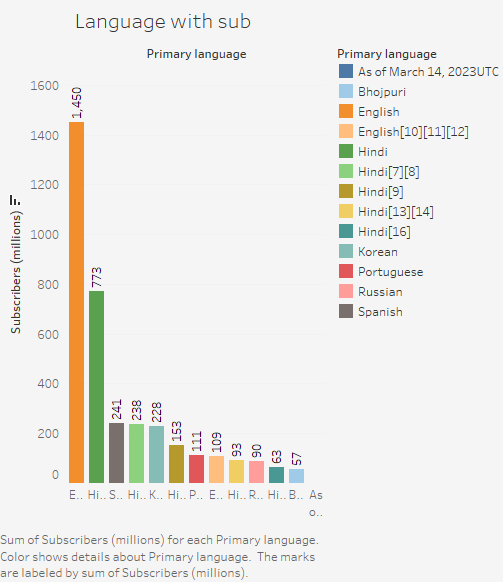 Language with sub
Primary language
Primary language
As of March 14, 2023UTC
Bhojpuri
English
English[10][11][12]
Hindi
Hindi[7][8]
Hindi[9]
Hindi[13][14]
Hindi[16]
Korean
Portuguese
Russian
Spanish
Subscribers (millions)
1600
1400
1200
1000
800
600
400
200
0
1,450
773
241
238
228
153
111
109
93
90
63
57
E.. Hi.. S.. Hi.. K.. Hi.. P.. E.. Hi.. R.. Hi.. B.. As
o..
Sum of Subscribers (millions) for each Primary language.
Color shows details about Primary language. The marks
are labeled by sum of Subscribers (millions).